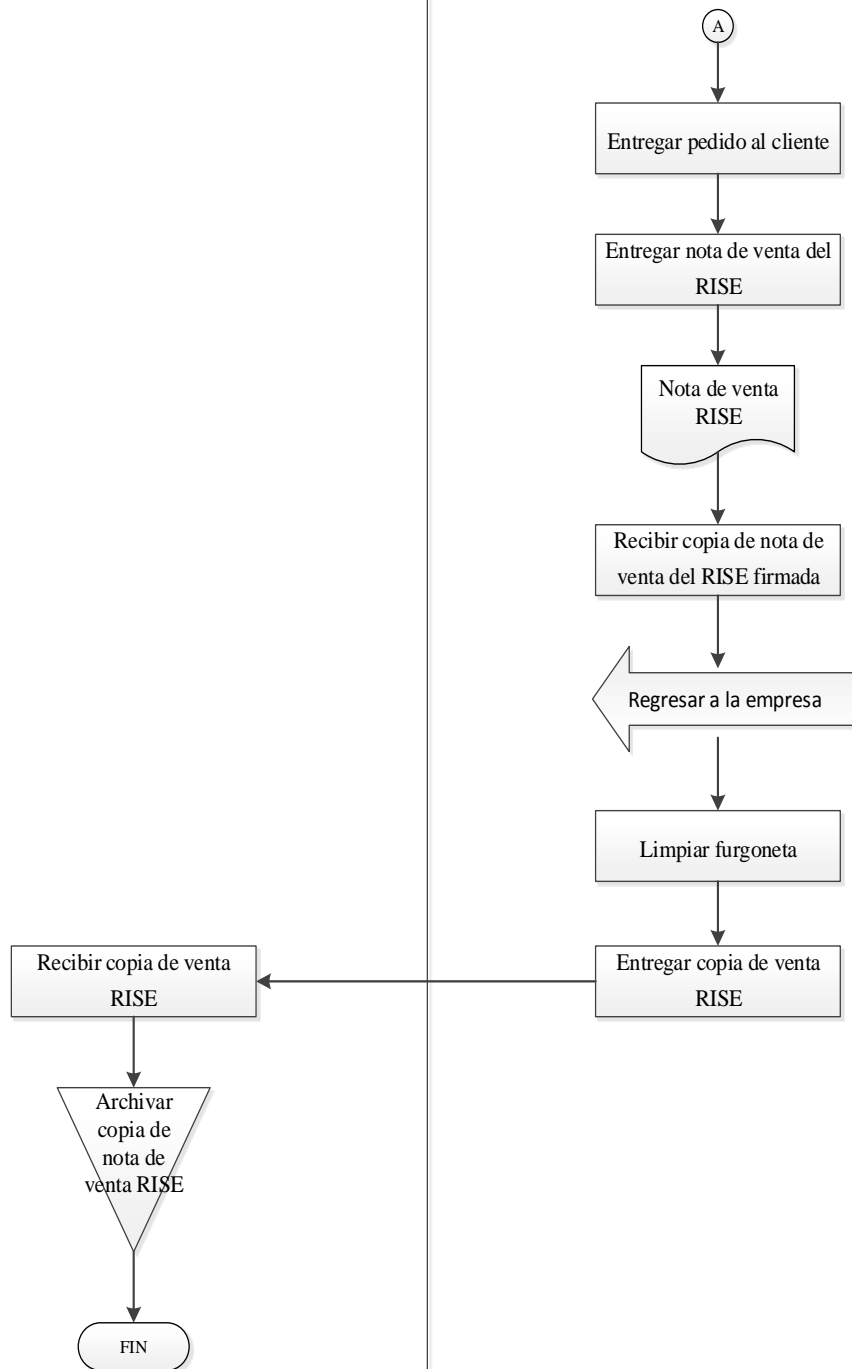 A
Entregar pedido al cliente
Entregar nota de venta del
RISE
Nota de venta
RISE
Recibir copia de nota de
venta del RISE firmada
Regresar a la empresa
Limpiar furgoneta
Entregar copia de venta
RISE
Recibir copia de venta
RISE
Archivar
copia de
nota de
venta RISE
FIN